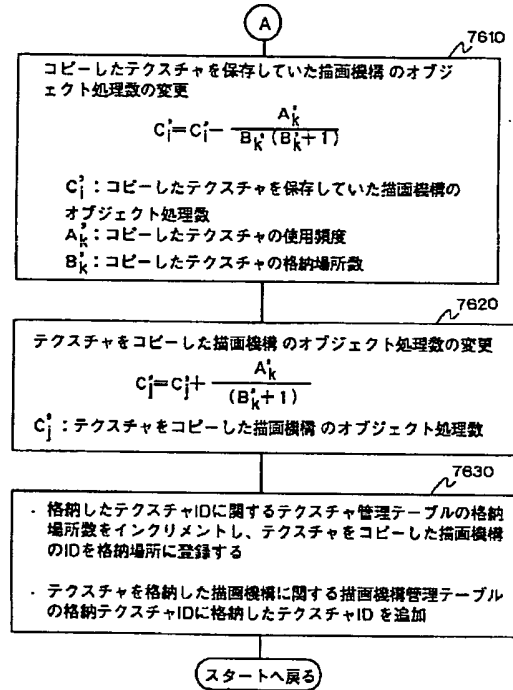 A
7610
コピーしたテクスチャを保存していた描画機構のオブジ
ェクト処理数の変更
C'i=C'i− A'k / B'k(B'k+1)
C'i:コピーしたテクスチャを保存していた描画機構の
オブジェクト処理数
A'k:コピーしたテクスチャの使用頻度
B'k:コピーしたテクスチャの格納場所数
7620
テクスチャをコピーした描画機構のオブジェクト処理数の変更
C'j=C'j+ A'k / (B'k+1)
C'j:テクスチャをコピーした描画機構のオブジェクト処理数
7630
・格納したテクスチャIDに関するテクスチャ管理テーブルの格納
場所数をインクリメントし、テクスチャをコピーした描画機構
のIDを格納場所に登録する
・テクスチャを格納した描画機構に関する描画機構管理テーブル
の格納テクスチャIDに格納したテクスチャIDを追加
スタートへ戻る